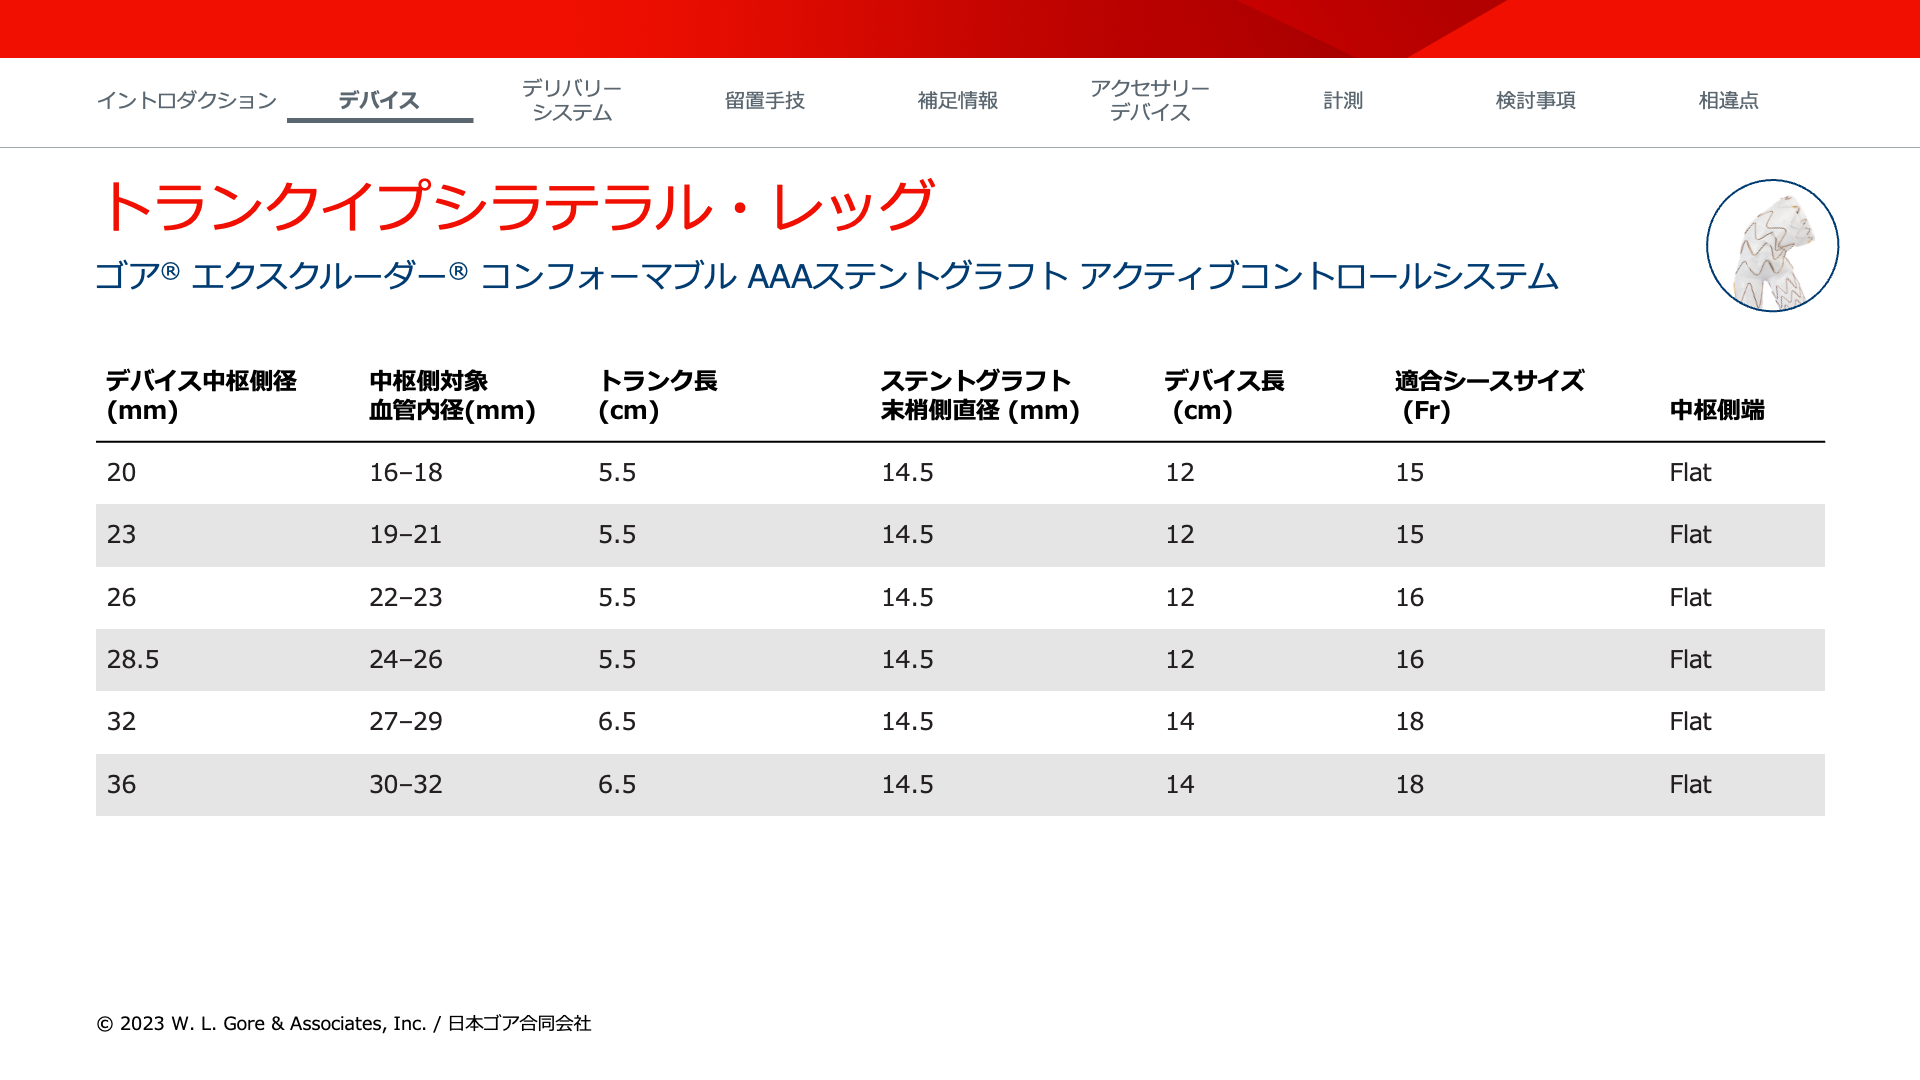 イントロダクション
デバイス
デリバリー
システム
留置手技
補足情報
アクセサリー
デバイス
計測
検討事項
相違点
トランクイプシラテラル・レッグ
ゴア® エクスクルーダー® コンフォーマブル AAAステントグラフト アクティブコントロールシステム
デバイス中枢側径 (mm) 中枢側対象 血管内径(mm) トランク長 (cm) ステントグラフト 末梢側直径 (mm) デバイス長 (cm) 適合シースサイズ (Fr) 中枢側端
20 16–18 5.5 14.5 12 15 Flat
23 19–21 5.5 14.5 12 15 Flat
26 22–23 5.5 14.5 12 16 Flat
28.5 24–26 5.5 14.5 12 16 Flat
32 27–29 6.5 14.5 14 18 Flat
36 30–32 6.5 14.5 14 18 Flat
© 2023 W. L. Gore & Associates, Inc. / 日本ゴア合同会社